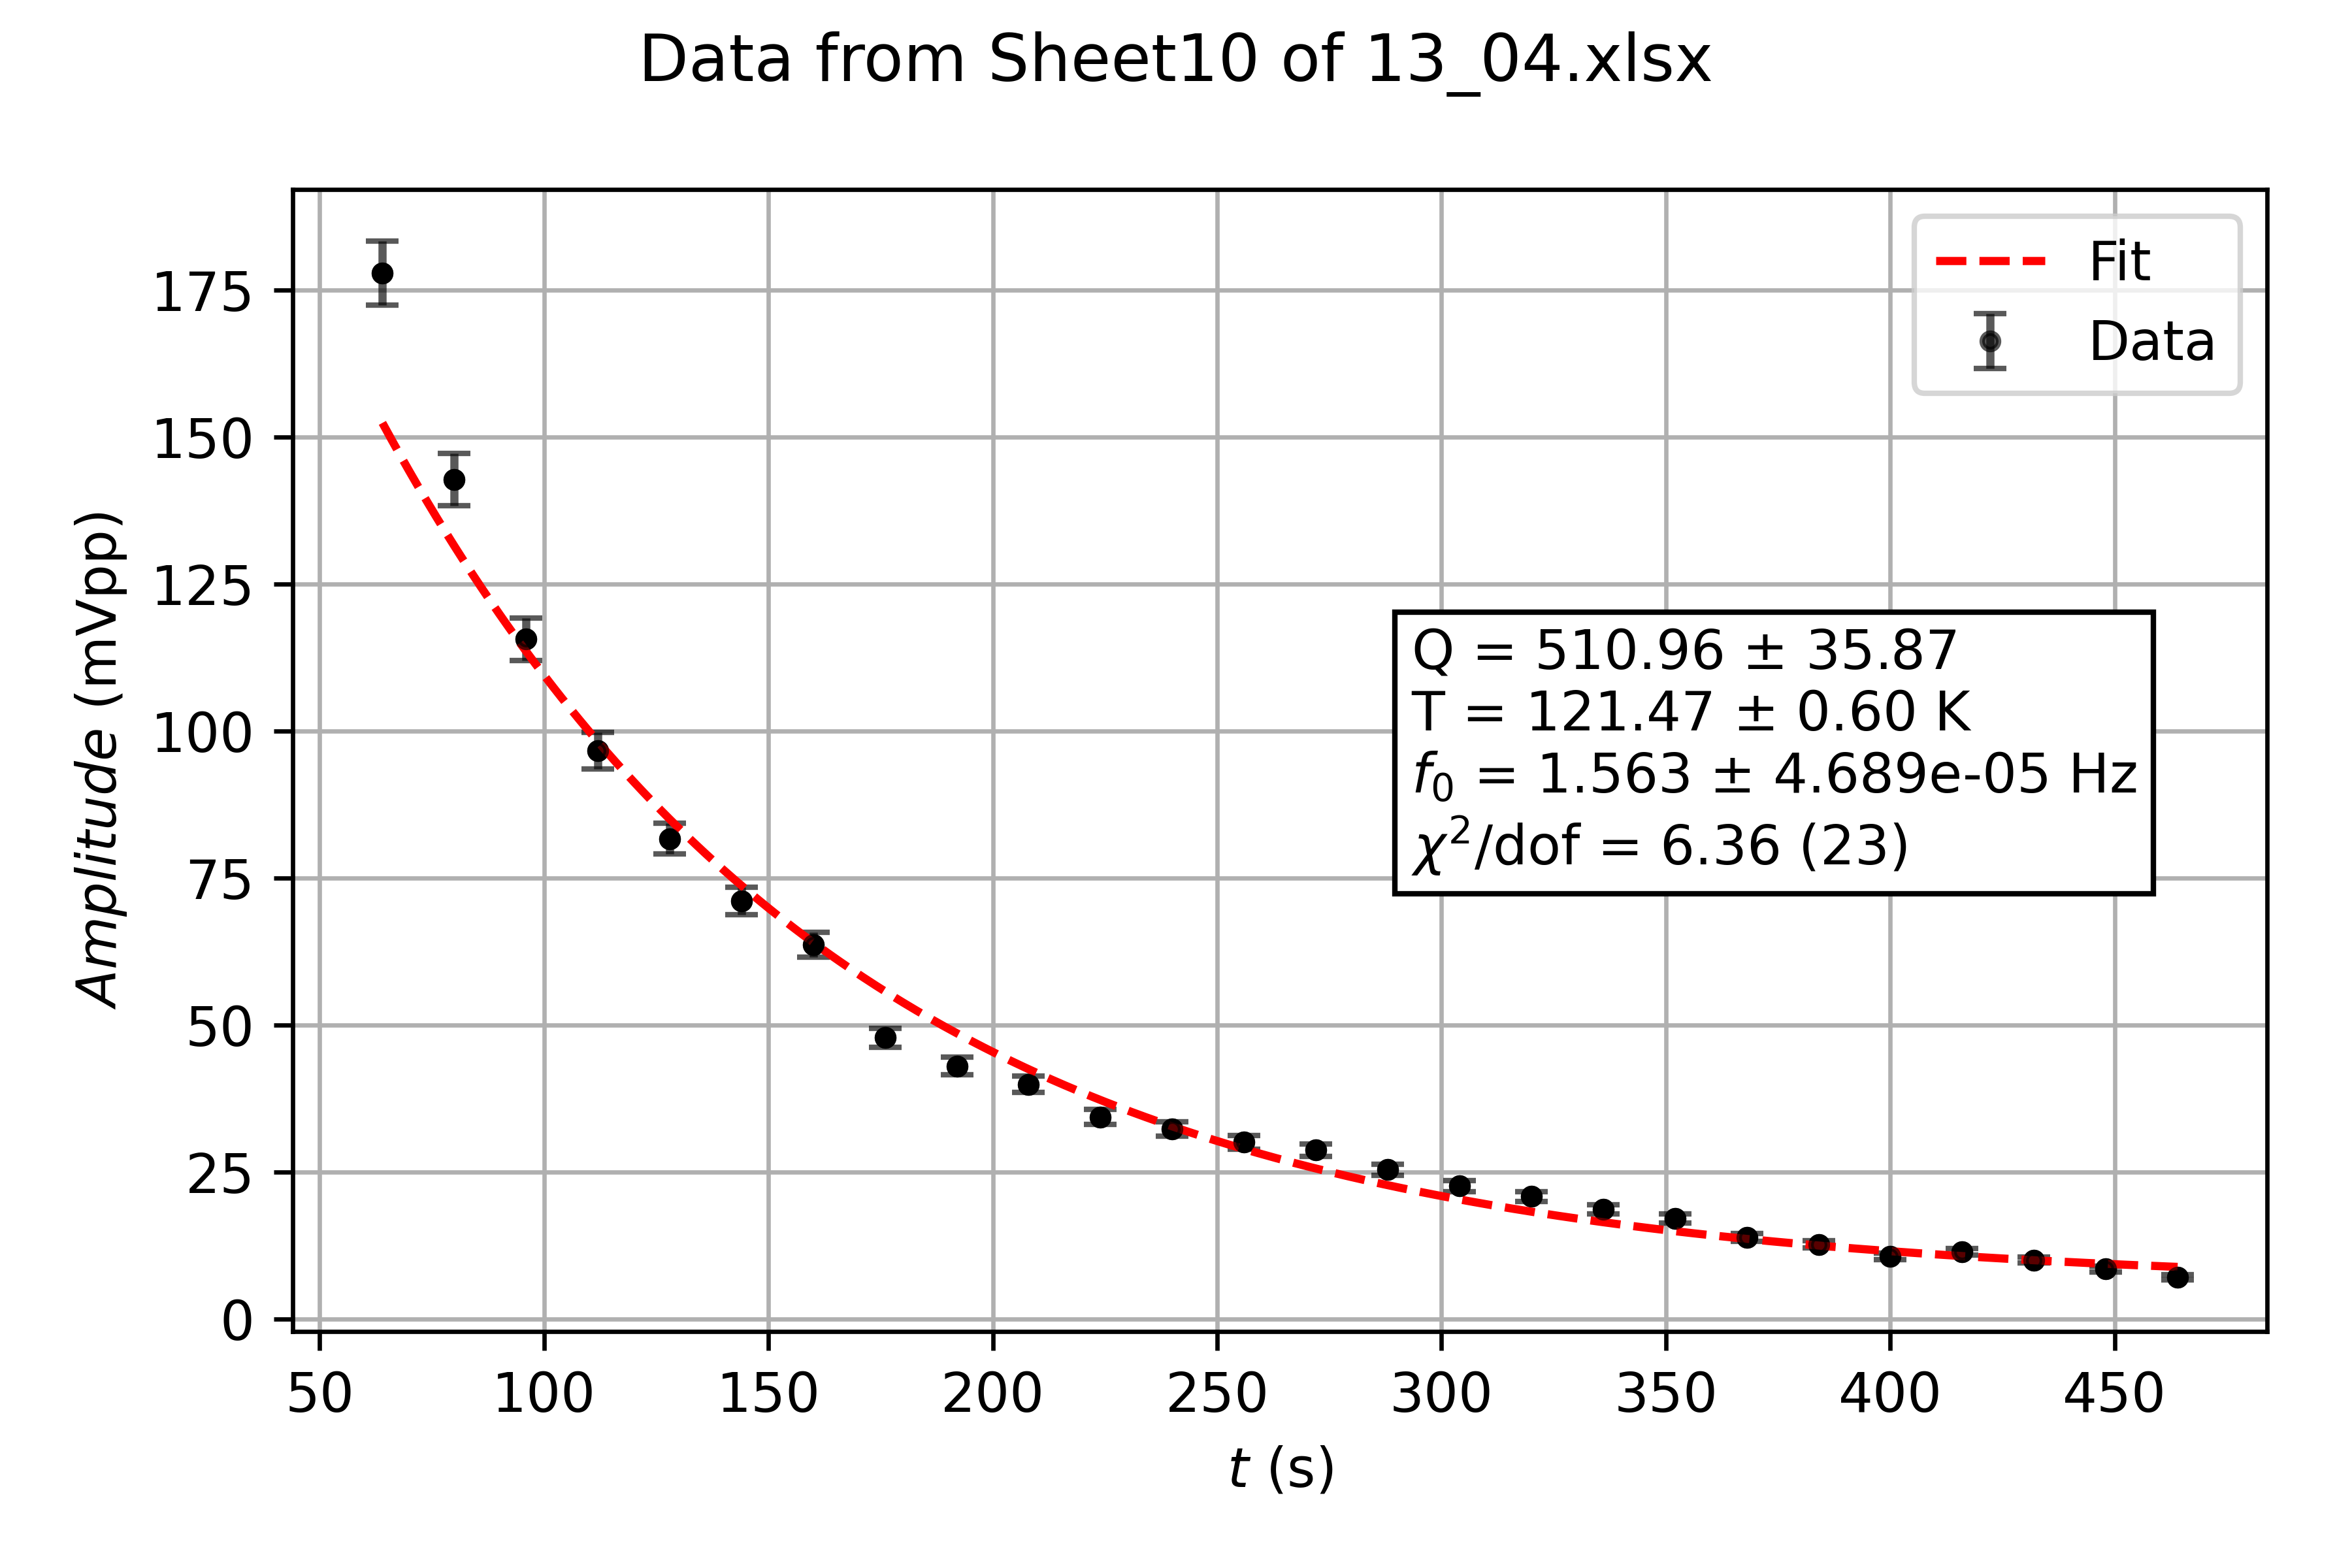 Data from Sheet10 of 13_04.xlsx
175
150
125
100
75
50
25
0
Amplitude (mVpp)
Fit
Data
Q = 510.96 ± 35.87
T = 121.47 ± 0.60 K
f₀ = 1.563 ± 4.689e-05 Hz
χ²/dof = 6.36 (23)
50 100 150 200 250 300 350 400 450
t (s)